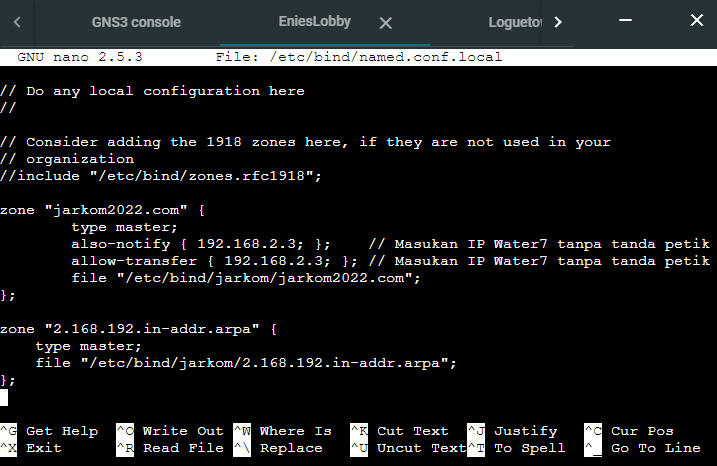 GNS3 console EniesLobby Loguetov
GNU nano 2.5.3 File: /etc/bind/named.conf.local
// Do any local configuration here
//
// Consider adding the 1918 zones here, if they are not used in your
// organization
//include "/etc/bind/zones.rfc1918";
zone "jarkom2022.com" {
        type master;
        also-notify { 192.168.2.3; };    // Masukan IP Water7 tanpa tanda petik
        allow-transfer { 192.168.2.3; }; // Masukan IP Water7 tanpa tanda petik
        file "/etc/bind/jarkom/jarkom2022.com";
};
zone "2.168.192.in-addr.arpa" {
    type master;
    file "/etc/bind/jarkom/2.168.192.in-addr.arpa";
};
^G Get Help ^O Write Out ^W Where Is ^K Cut Text ^J Justify ^C Cur Pos
^X Exit ^R Read File ^\ Replace ^U Uncut Text ^T To Spell ^_ Go To Line